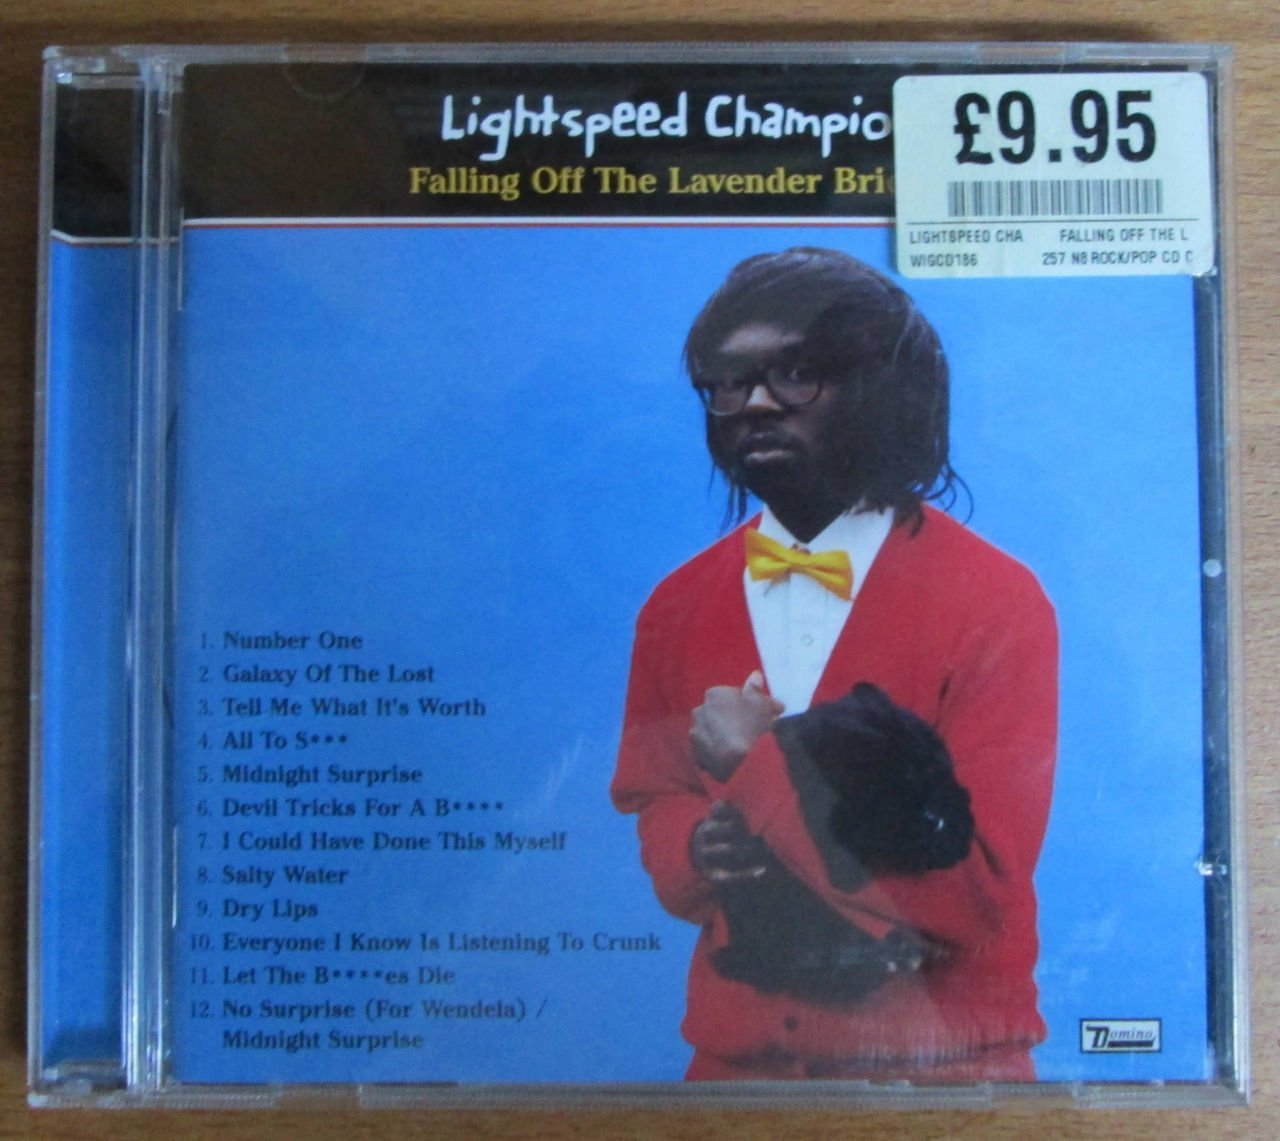 Lightspeed Champio
Falling Off The Lavender Bri
£9.95
LIGHTSPEED CHA FALLING OFF THE L
WIGCD186 257 N8 ROCK/POP CD C
1. Number One
2. Galaxy Of The Lost
3. Tell Me What It's Worth
4. All To S***
5. Midnight Surprise
6. Devil Tricks For A B****
7. I Could Have Done This Myself
8. Salty Water
9. Dry Lips
10. Everyone I Know Is Listening To Crunk
11. Let The B****es Die
12. No Surprise (For Wendela) /
Midnight Surprise
Domino